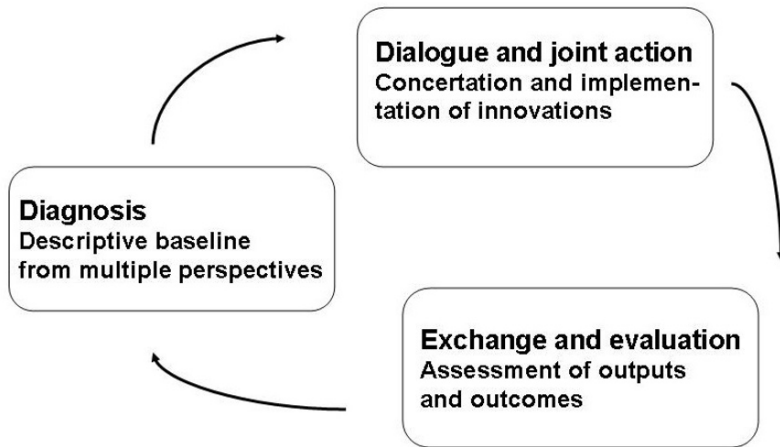 Dialogue and joint action
Concertation and implemen-
tation of innovations
Diagnosis
Descriptive baseline
from multiple perspectives
Exchange and evaluation
Assessment of outputs
and outcomes